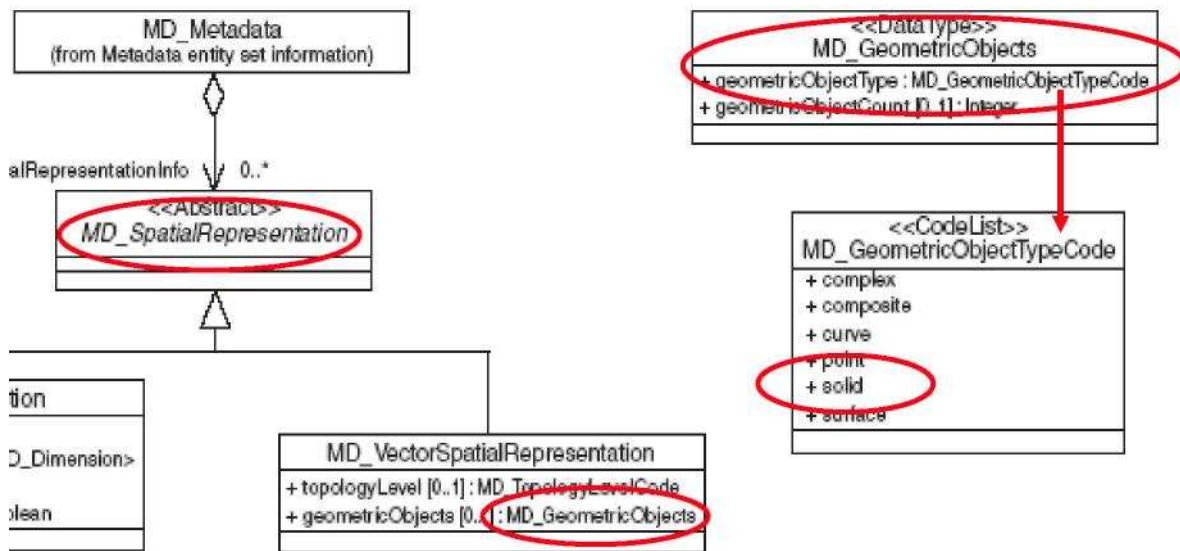 MD_Metadata
(from Metadata entity set information)
alRepresentationInfo 0..*
<<Abstract>>
MD_SpatialRepresentation
tion
D_Dimension>
olean
MD_VectorSpatialRepresentation
+ topologyLevel [0..1] : MD_TopologyLevelCode
+ geometricObjects [0.. : MD_GeometricObjects
<<DataType>>
MD_GeometricObjects
+ geometricObjectType : MD_GeometricObjectTypeCode
+ geometricObjectCount [0..1] : Integer
<<CodeList>>
MD_GeometricObjectTypeCode
+ complex
+ composite
+ curve
+ point
+ solid
+ surface